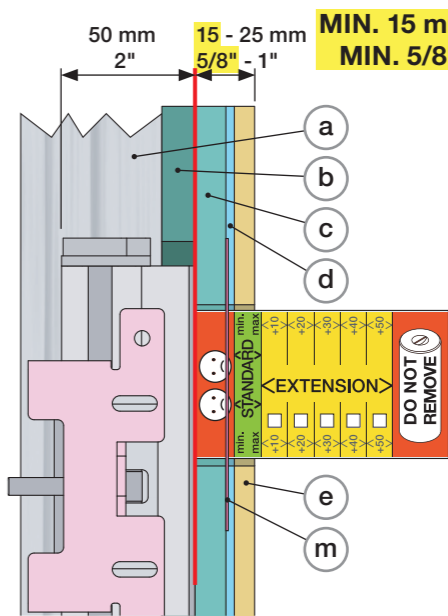 50 mm
2"
15 - 25 mm
5/8" - 1"
MIN. 15 m
MIN. 5/8
a
b
c
d
min. max
STANDARD
min. max
+10
+20
+30
+40
+50
EXTENSION
+10
+20
+30
+40
+50
DO NOT
REMOVE
e
m